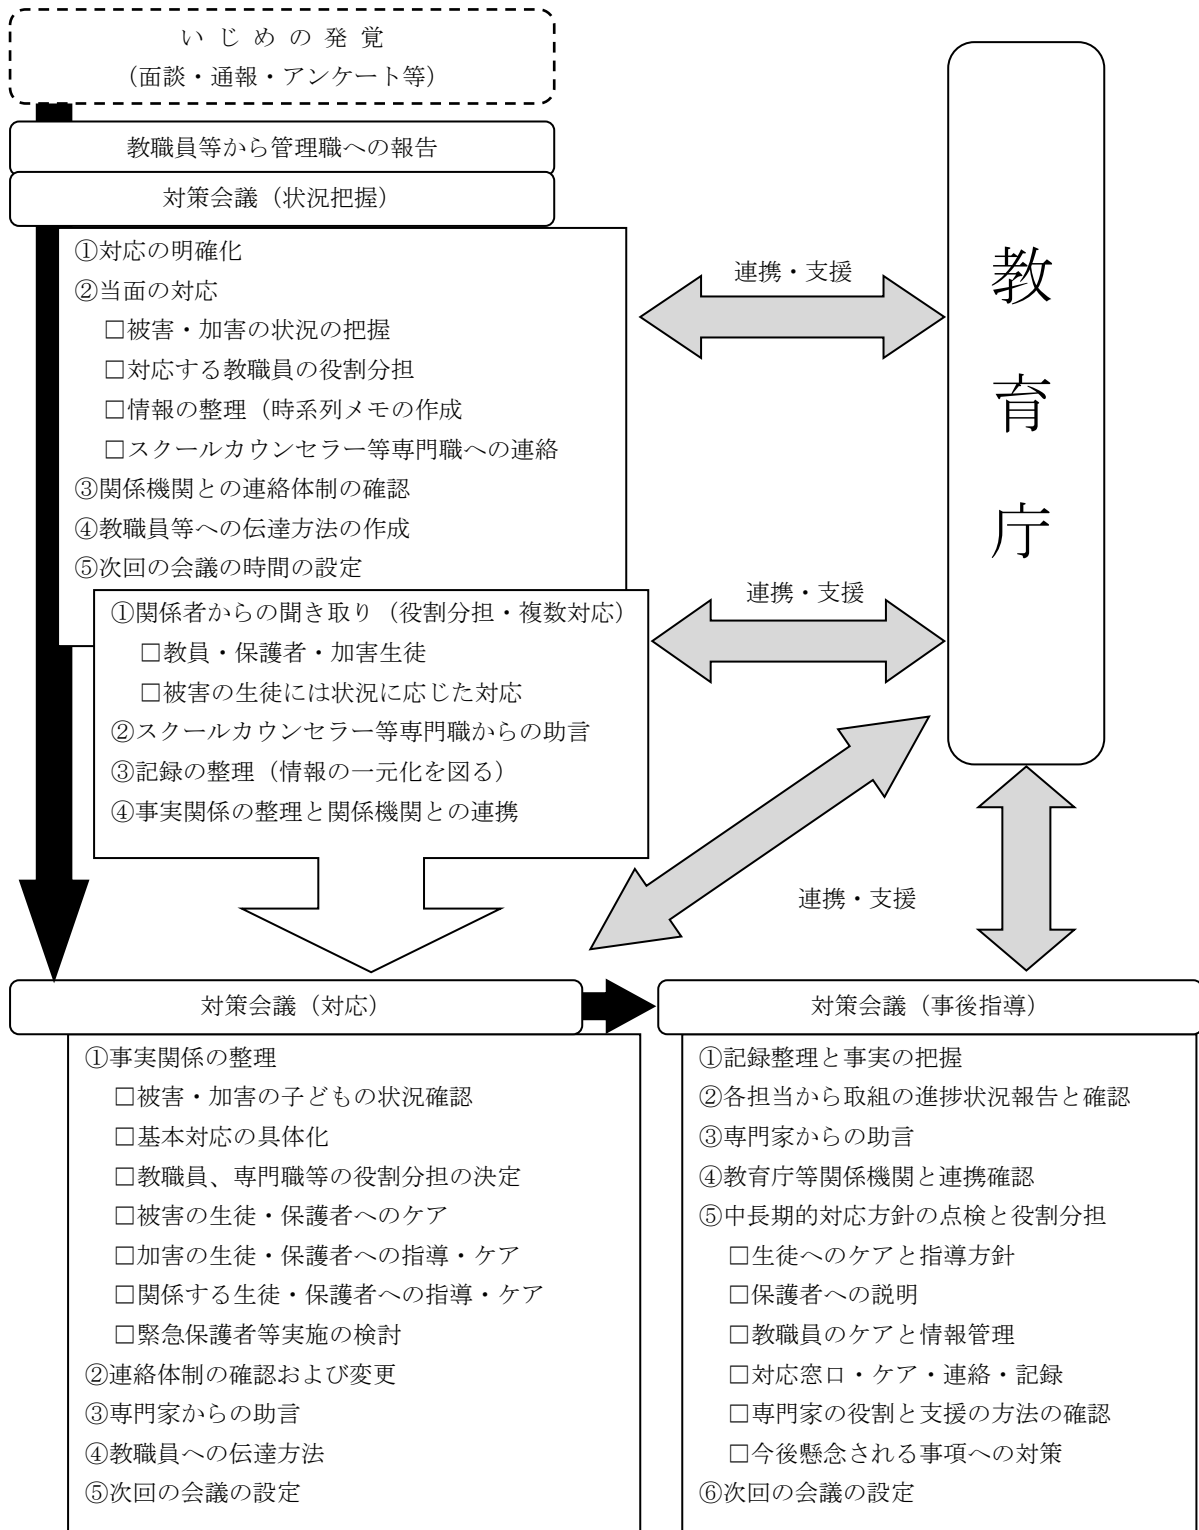 い じ め の 発 覚
（面談・通報・アンケート等）
教職員等から管理職への報告
対策会議（状況把握）
①対応の明確化
②当面の対応
□被害・加害の状況の把握
□対応する教職員の役割分担
□情報の整理（時系列メモの作成
□スクールカウンセラー等専門職への連絡
③関係機関との連絡体制の確認
④教職員等への伝達方法の作成
⑤次回の会議の時間の設定
連携・支援
教
育
庁
①関係者からの聞き取り（役割分担・複数対応）
□教員・保護者・加害生徒
□被害の生徒には状況に応じた対応
②スクールカウンセラー等専門職からの助言
③記録の整理（情報の一元化を図る）
④事実関係の整理と関係機関との連携
連携・支援
連携・支援
対策会議（対応）
①事実関係の整理
□被害・加害の子どもの状況確認
□基本対応の具体化
□教職員、専門職等の役割分担の決定
□被害の生徒・保護者へのケア
□加害の生徒・保護者への指導・ケア
□関係する生徒・保護者への指導・ケア
□緊急保護者等実施の検討
②連絡体制の確認および変更
③専門家からの助言
④教職員への伝達方法
⑤次回の会議の設定
対策会議（事後指導）
①記録整理と事実の把握
②各担当から取組の進捗状況報告と確認
③専門家からの助言
④教育庁等関係機関と連携確認
⑤中長期的対応方針の点検と役割分担
□生徒へのケアと指導方針
□保護者への説明
□教職員のケアと情報管理
□対応窓口・ケア・連絡・記録
□専門家の役割と支援の方法の確認
□今後懸念される事項への対策
⑥次回の会議の設定